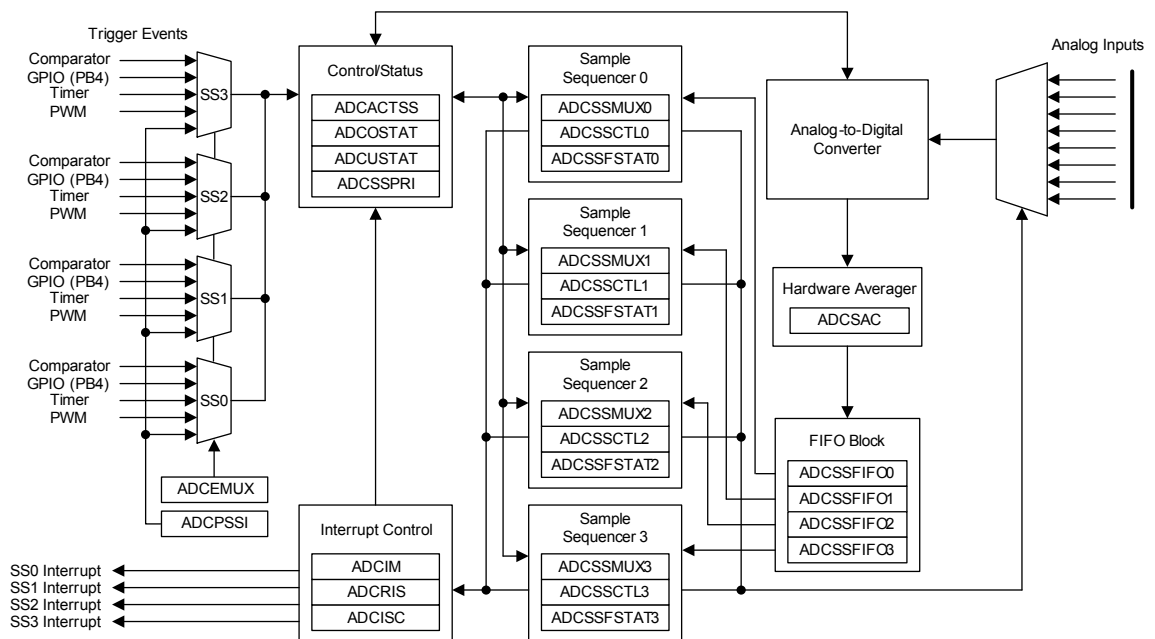 Trigger Events
Comparator
GPIO (PB4)
Timer
PWM
SS3
Comparator
GPIO (PB4)
Timer
PWM
SS2
Comparator
GPIO (PB4)
Timer
PWM
SS1
Comparator
GPIO (PB4)
Timer
PWM
SS0
ADCEMUX
ADCPSSI
Control/Status
ADCACTSS
ADCOSTAT
ADCUSTAT
ADCSSPRI
Interrupt Control
ADCIM
ADCRIS
ADCISC
SS0 Interrupt
SS1 Interrupt
SS2 Interrupt
SS3 Interrupt
Sample
Sequencer 0
ADCSSMUX0
ADCSSCTL0
ADCSSFSTAT0
Sample
Sequencer 1
ADCSSMUX1
ADCSSCTL1
ADCSSFSTAT1
Sample
Sequencer 2
ADCSSMUX2
ADCSSCTL2
ADCSSFSTAT2
Sample
Sequencer 3
ADCSSMUX3
ADCSSCTL3
ADCSSFSTAT3
Analog-to-Digital
Converter
Hardware Averager
ADCSAC
FIFO Block
ADCSSFIFO0
ADCSSFIFO1
ADCSSFIFO2
ADCSSFIFO3
Analog Inputs